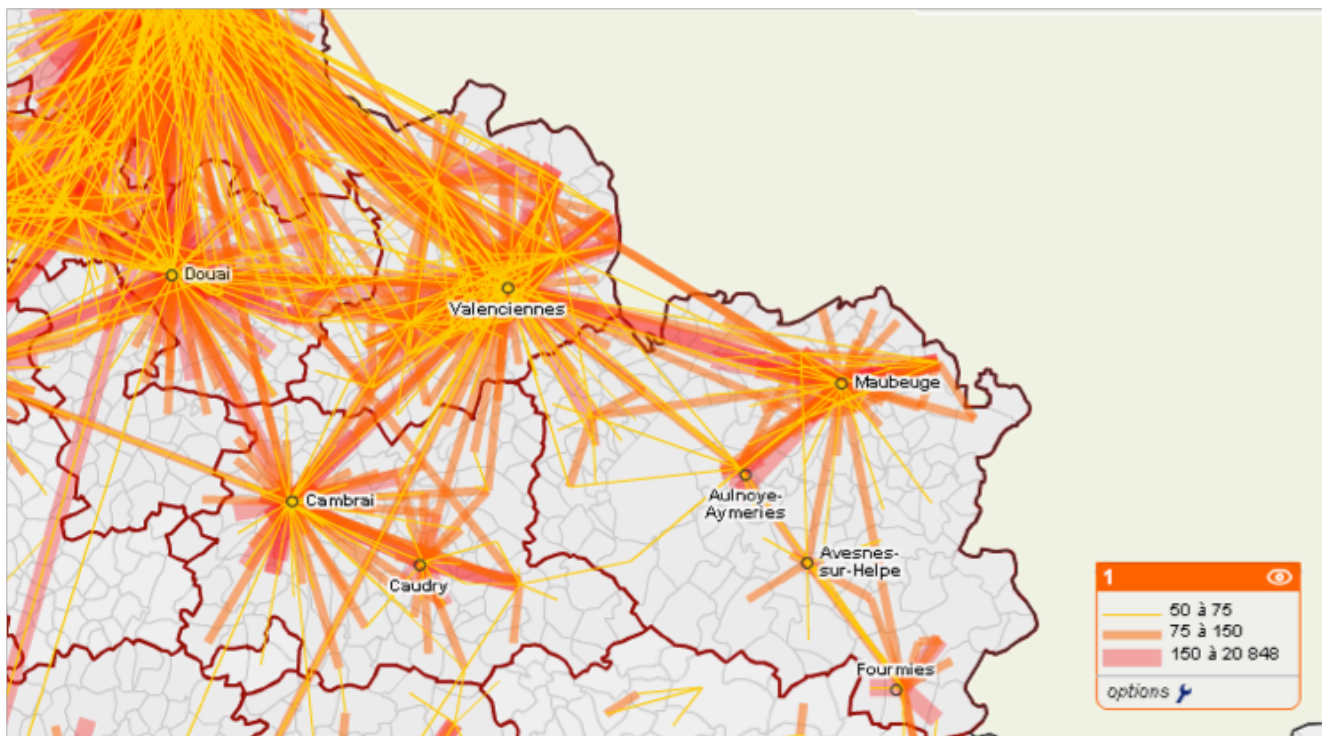 Douai
Valenciennes
Maubeuge
Cambrai
Aulnoye-
Aymeries
Caudry
Avesnes-
sur-Helpe
Fourmies
1
50 à 75
75 à 150
150 à 20 848
options